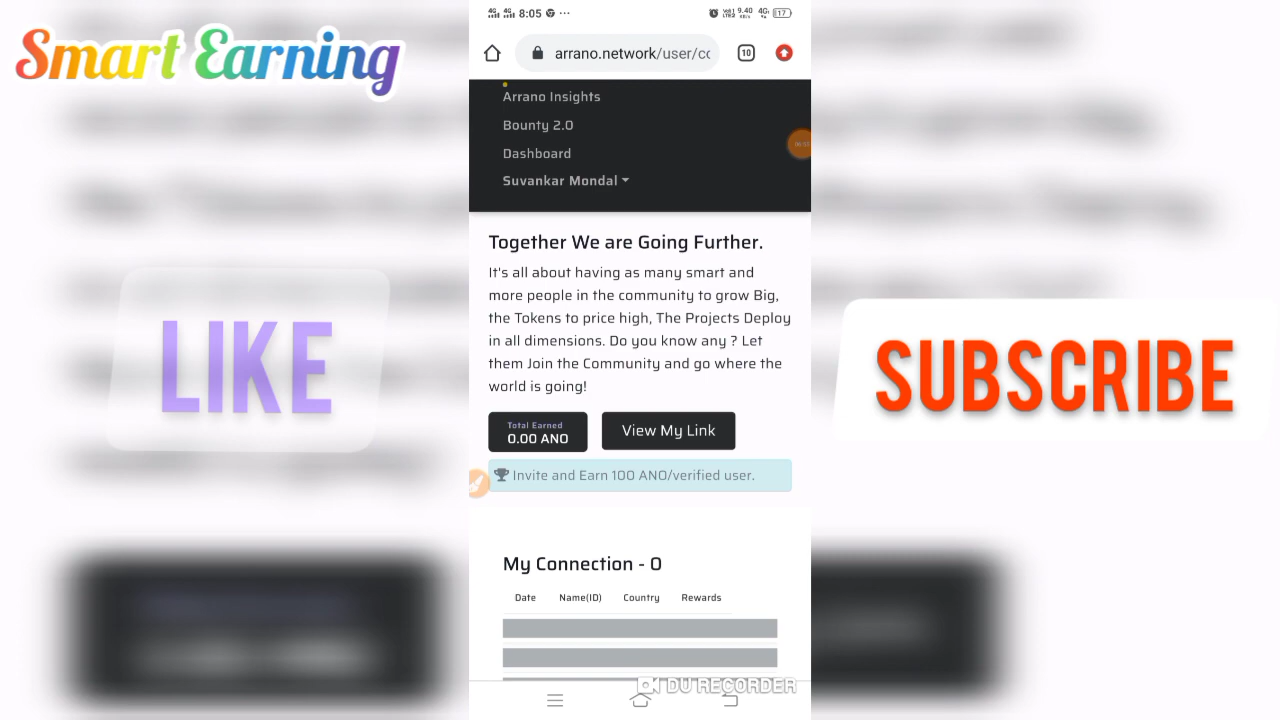 Smart Earning
8:05
9.40
17
arrano.network/user/cc
10
Arrano Insights
Bounty 2.0
Dashboard
Suvankar Mondal
Together We are Going Further.
It's all about having as many smart and
more people in the community to grow Big,
the Tokens to price high, The Projects Deploy
in all dimensions. Do you know any ? Let
them Join the Community and go where the
world is going!
Total Earned
0.00 ANO
View My Link
Invite and Earn 100 ANO/verified user.
My Connection - 0
Date Name(ID) Country Rewards
LIKE
SUBSCRIBE
DU RECORDER